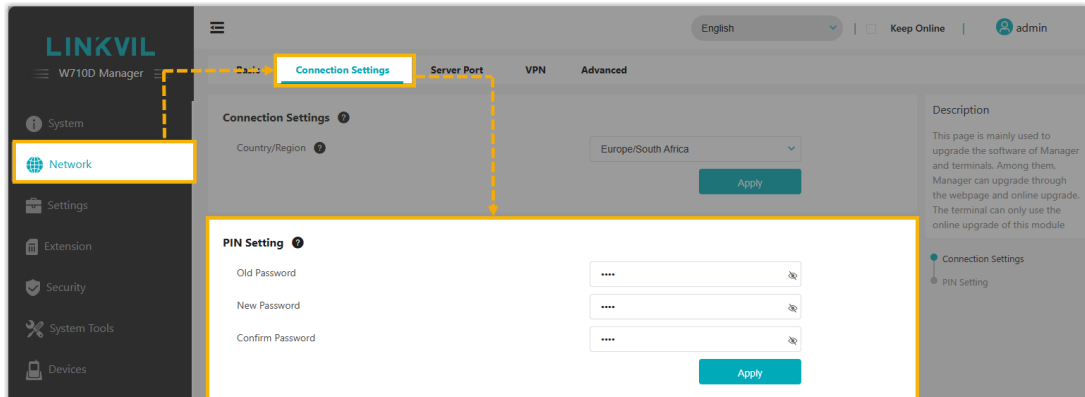 LINKVIL
W710D Manager
System
Network
Settings
Extension
Security
System Tools
Devices
English
Keep Online
admin
Basic
Connection Settings
Server Port
VPN
Advanced
Connection Settings
Country/Region
Europe/South Africa
Apply
PIN Setting
Old Password
••••
New Password
••••
Confirm Password
••••
Apply
Description
This page is mainly used to
upgrade the software of Manager
and terminals. Among them,
Manager can upgrade through
the webpage and online upgrade.
The terminal can only use the
online upgrade of this module
Connection Settings
PIN Setting